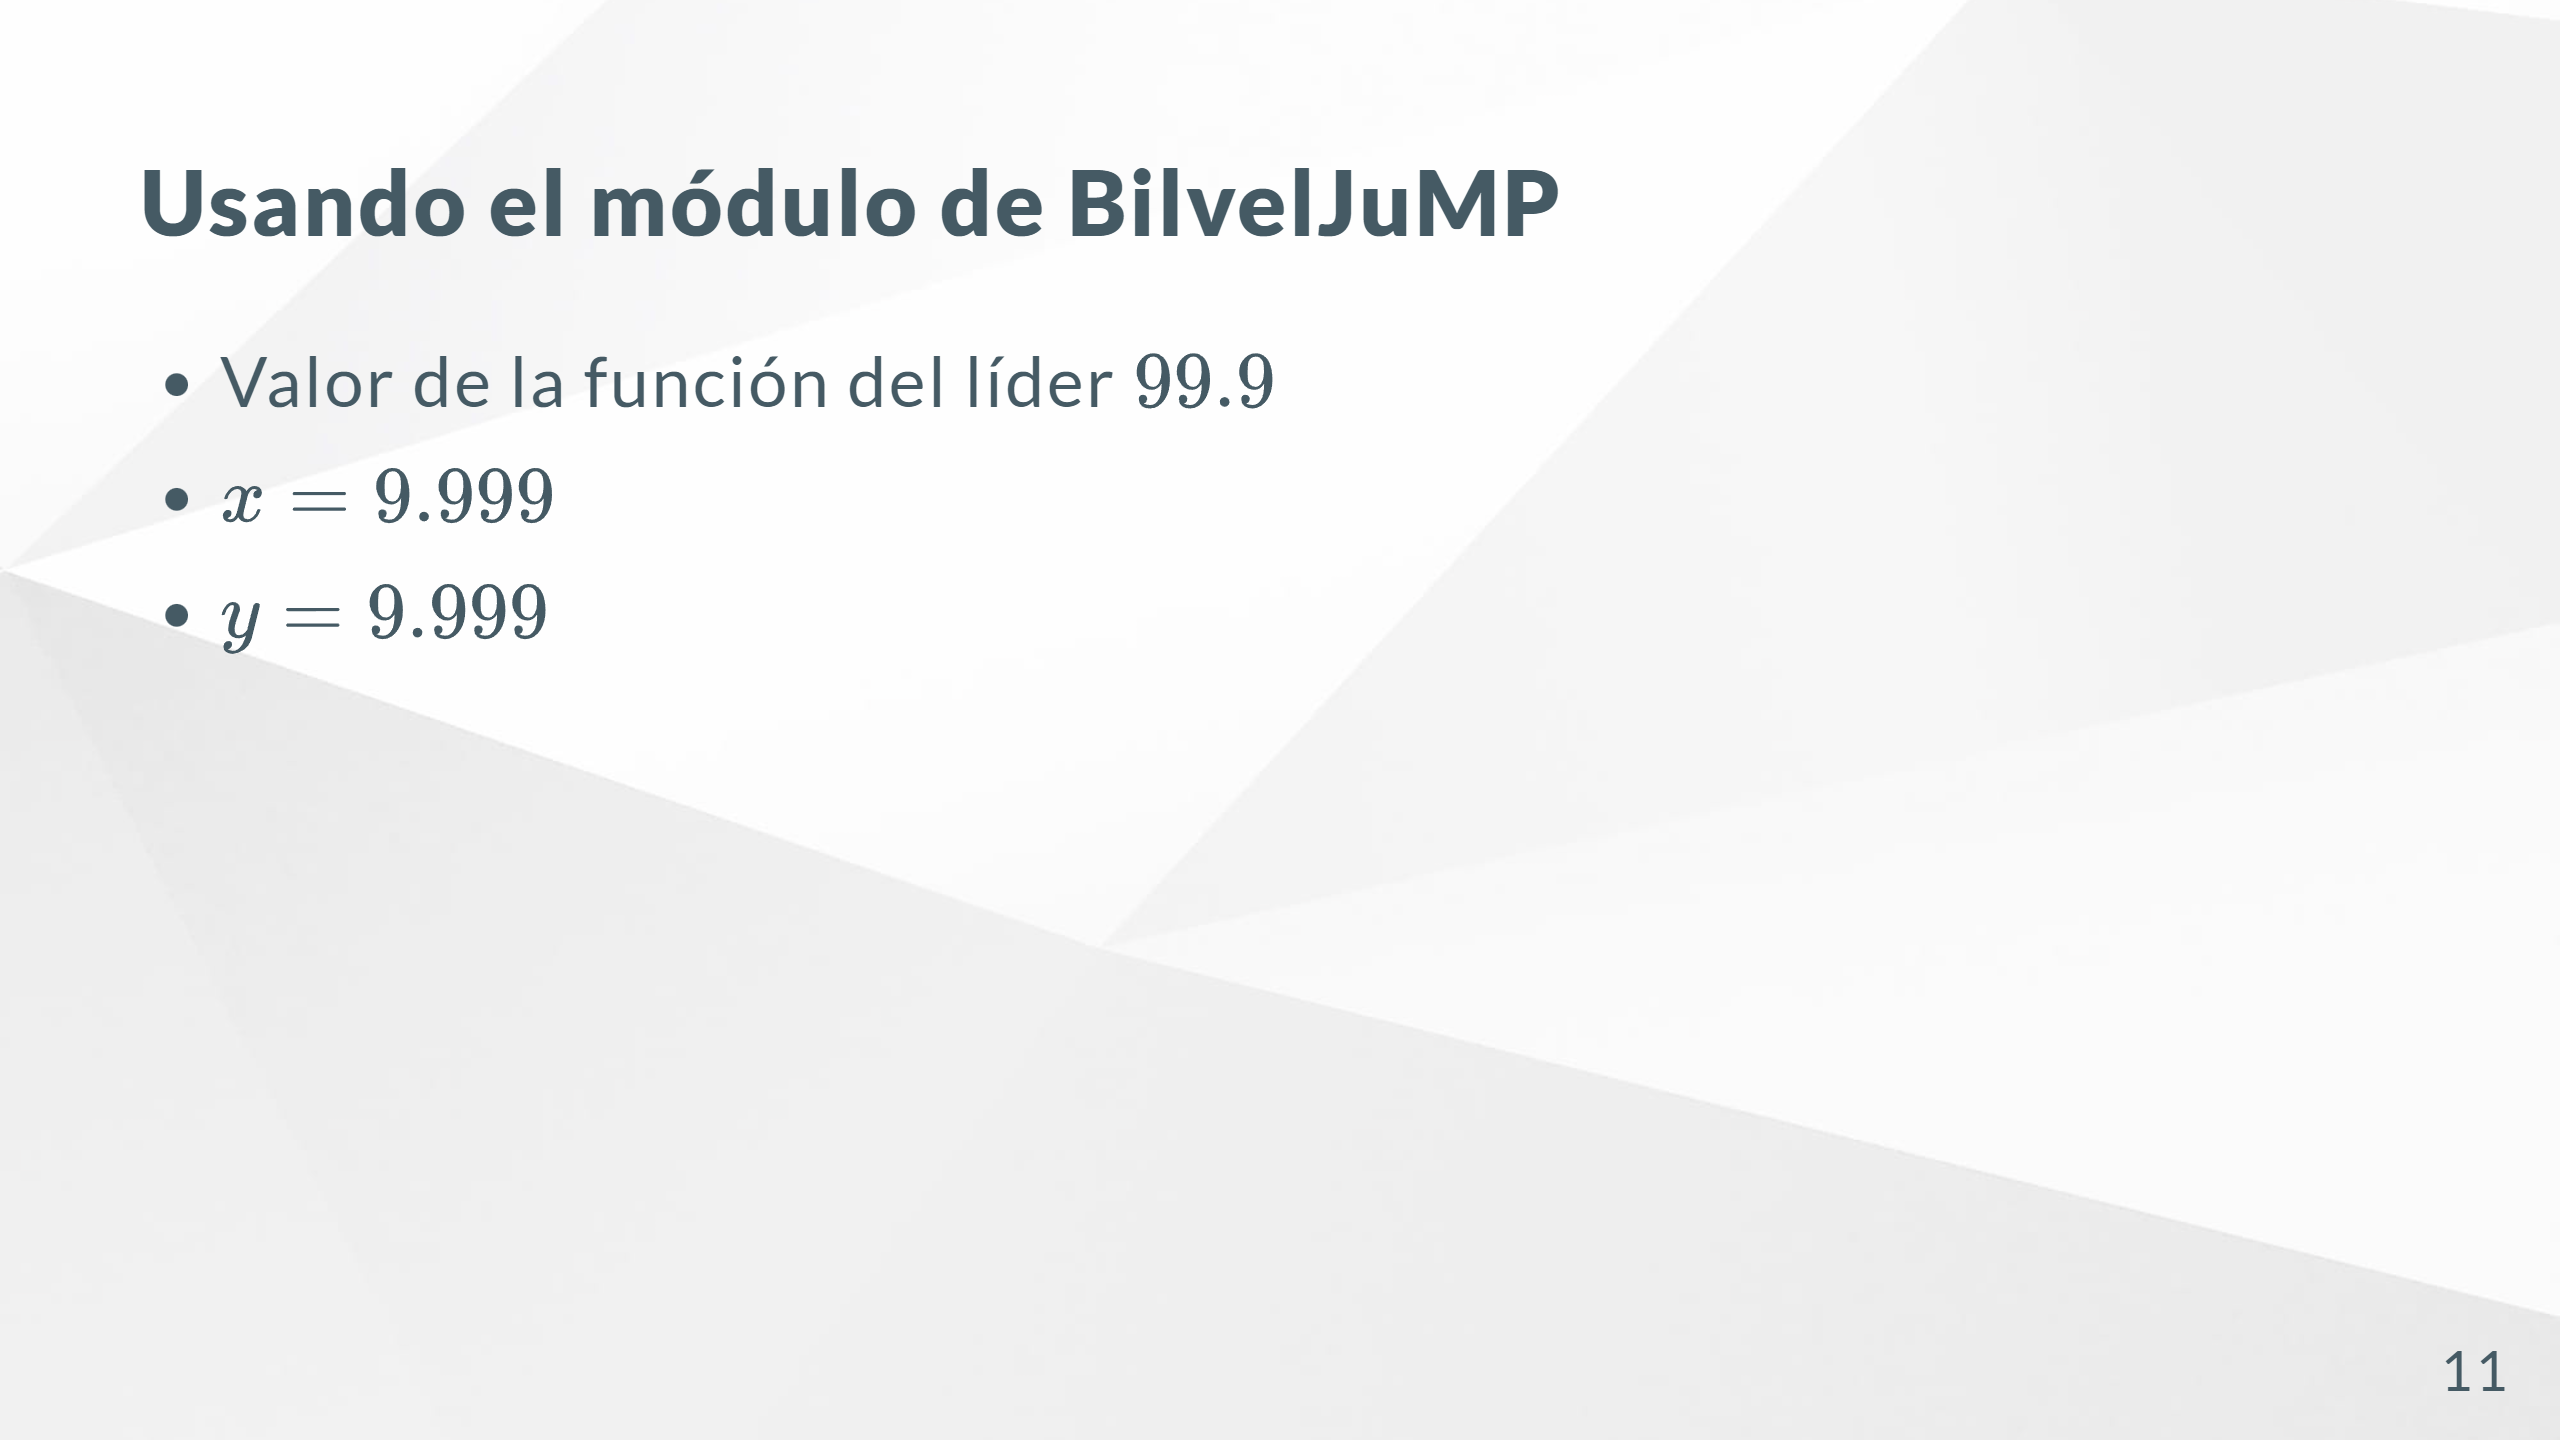 Usando el módulo de BilvelJuMP
• Valor de la función del líder 99.9
• x = 9.999
• y = 9.999
11